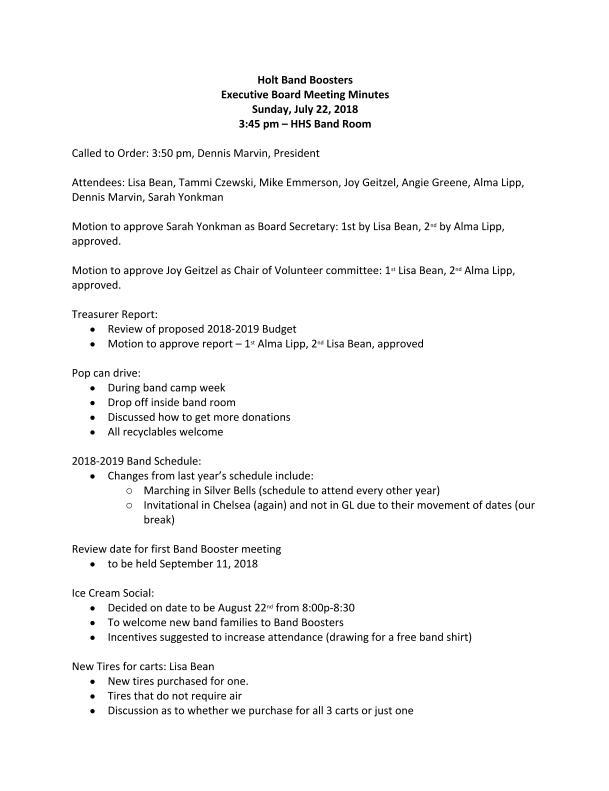 Holt Band Boosters
Executive Board Meeting Minutes
Sunday, July 22, 2018
3:45 pm – HHS Band Room
Called to Order: 3:50 pm, Dennis Marvin, President
Attendees: Lisa Bean, Tammi Czewski, Mike Emmerson, Joy Geitzel, Angie Greene, Alma Lipp,
Dennis Marvin, Sarah Yonkman
Motion to approve Sarah Yonkman as Board Secretary: 1st by Lisa Bean, 2nd by Alma Lipp,
approved.
Motion to approve Joy Geitzel as Chair of Volunteer committee: 1st Lisa Bean, 2nd Alma Lipp,
approved.
Treasurer Report:
● Review of proposed 2018-2019 Budget
● Motion to approve report – 1st Alma Lipp, 2nd Lisa Bean, approved
Pop can drive:
● During band camp week
● Drop off inside band room
● Discussed how to get more donations
● All recyclables welcome
2018-2019 Band Schedule:
● Changes from last year’s schedule include:
○ Marching in Silver Bells (schedule to attend every other year)
○ Invitational in Chelsea (again) and not in GL due to their movement of dates (our
break)
Review date for first Band Booster meeting
● to be held September 11, 2018
Ice Cream Social:
● Decided on date to be August 22nd from 8:00p-8:30
● To welcome new band families to Band Boosters
● Incentives suggested to increase attendance (drawing for a free band shirt)
New Tires for carts: Lisa Bean
● New tires purchased for one.
● Tires that do not require air
● Discussion as to whether we purchase for all 3 carts or just one